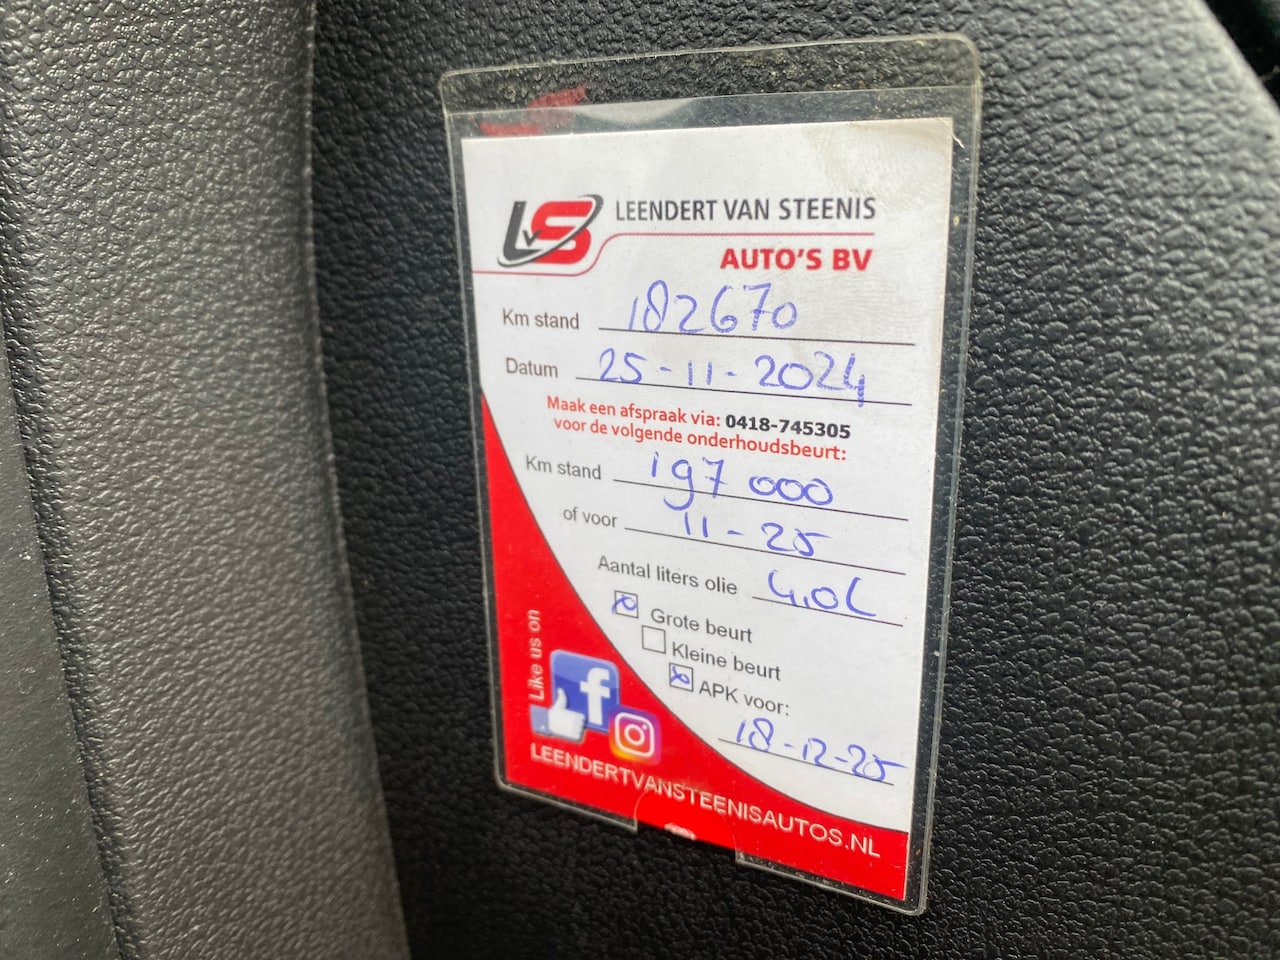 LVS LEENDERT VAN STEENIS
AUTO'S BV
Km stand 182670
Datum 25-11-2024
Maak een afspraak via: 0418-745305
voor de volgende onderhoudsbeurt:
Km stand 197 000
of voor 11-25
Aantal liters olie 4,0L
Grote beurt
Kleine beurt
APK voor:
18-12-25
Like us on
f
LEENDERTVANSTEENISAUTOS.NL